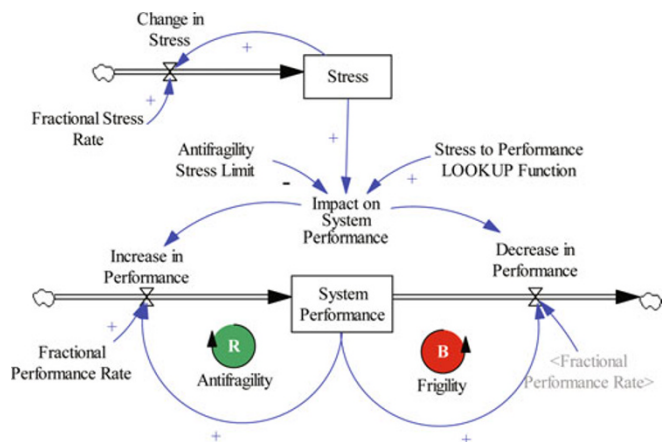 Change in
Stress
+
Stress
+
Fractional Stress
Rate
+
Antifragility
Stress Limit
Stress to Performance
LOOKUP Function
-
+
Impact on
System
Performance
Increase in
Performance
Decrease in
Performance
System
Performance
+
Fractional
Performance Rate
R
Antifragility
B
Frigility
<Fractional
Performance Rate>
+
+